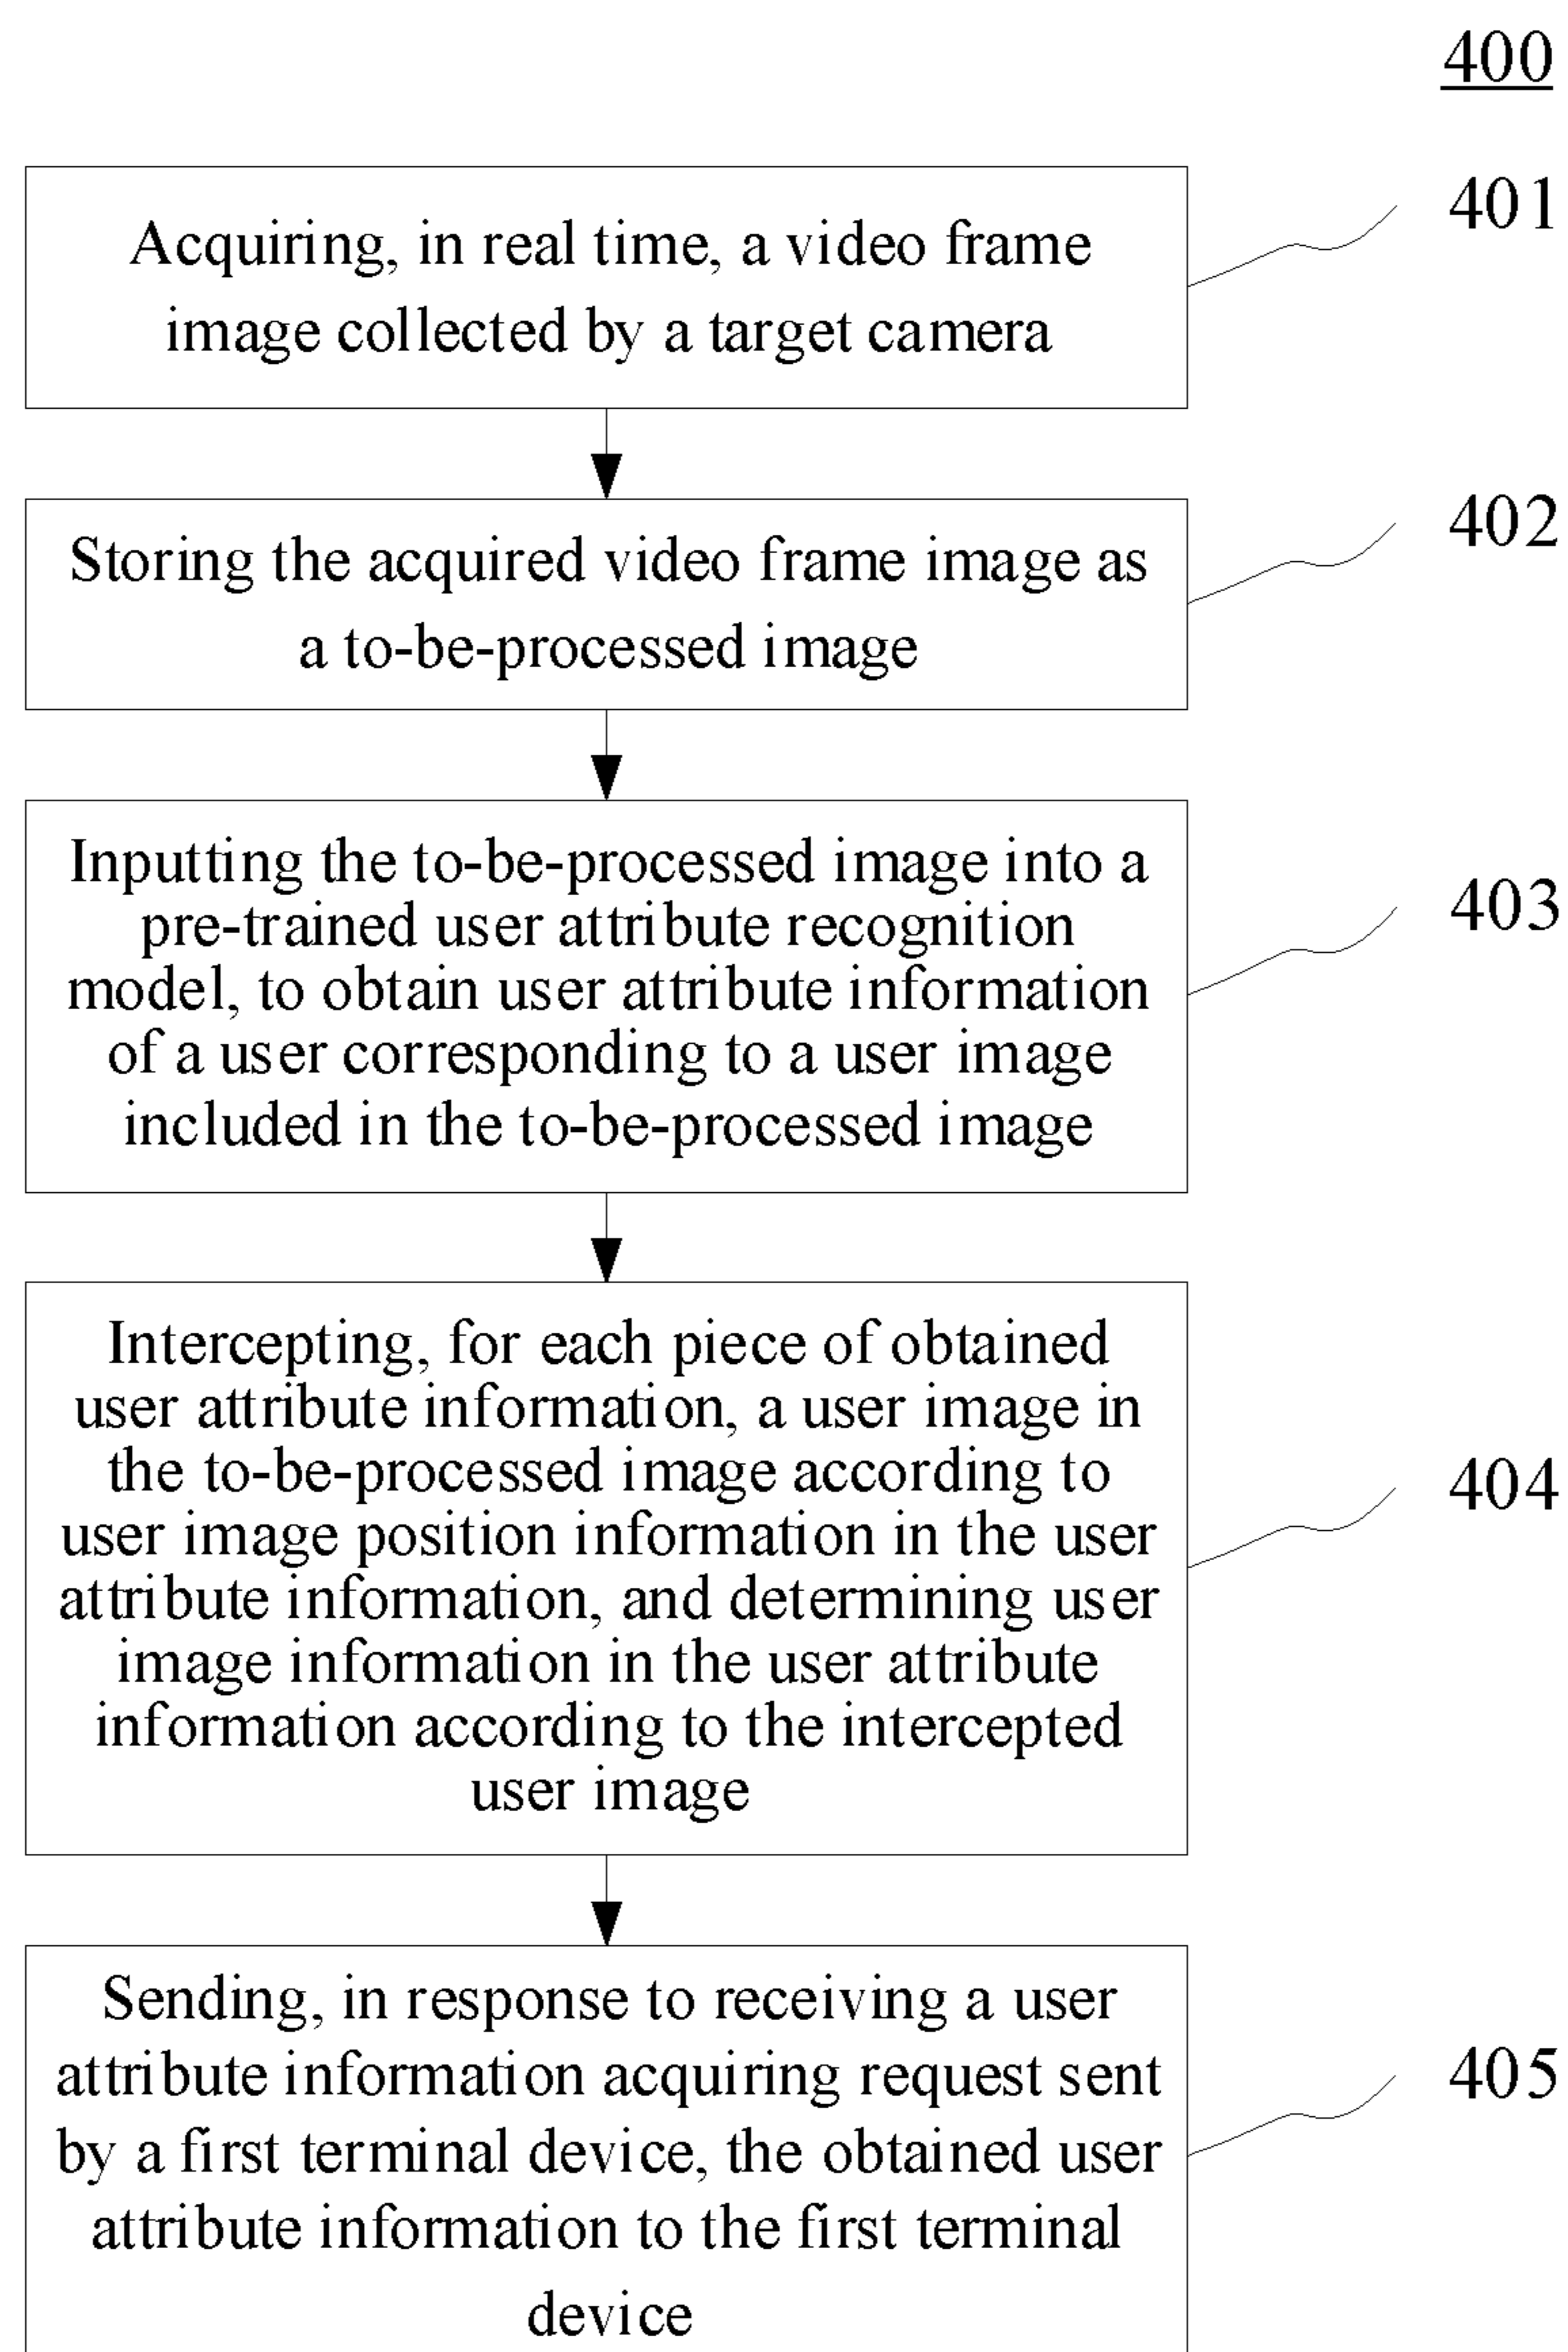 400
401
Acquiring, in real time, a video frame
image collected by a target camera
402
Storing the acquired video frame image as
a to-be-processed image
403
Inputting the to-be-processed image into a
pre-trained user attribute recognition
model, to obtain user attribute information
of a user corresponding to a user image
included in the to-be-processed image
404
Intercepting, for each piece of obtained
user attribute information, a user image in
the to-be-processed image according to
user image position information in the user
attribute information, and determining user
image information in the user attribute
information according to the intercepted
user image
405
Sending, in response to receiving a user
attribute information acquiring request sent
by a first terminal device, the obtained user
attribute information to the first terminal
device